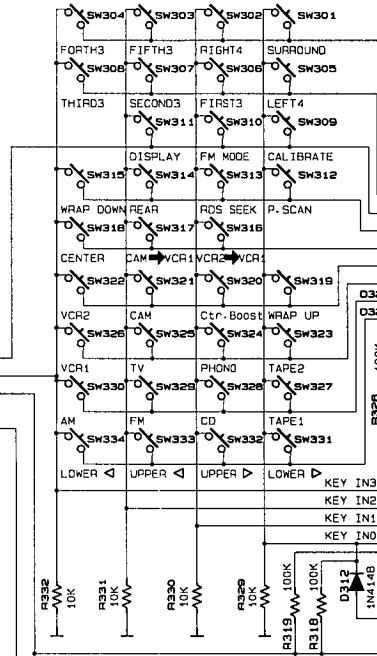 SW304 SW303 SW302 SW301
FORTH3 FIFTH3 RIGHT4 SURROUND
SW308 SW307 SW306 SW305
THIRD3 SECOND3 FIRST3 LEFT4
SW311 SW310 SW309
DISPLAY FM MODE CALIBRATE
SW315 SW314 SW313 SW312
WRAP DOWN REAR RDS SEEK P.SCAN
SW318 SW317 SW316
CENTER CAM VCR1 VCR2 VCR1
SW322 SW321 SW320 SW319
VCR2 CAM Ctr.Boost WRAP UP
SW326 SW325 SW324 SW323
VCR1 TV PHONO TAPE2
SW330 SW329 SW328 SW327
AM FM CD TAPE1
SW334 SW333 SW332 SW331
LOWER UPPER UPPER LOWER
KEY IN3
KEY IN2
KEY IN1
KEY IN0
R332 10K R331 10K R330 10K R329 10K
R319 100K R318 100K D312 1N4148
R326